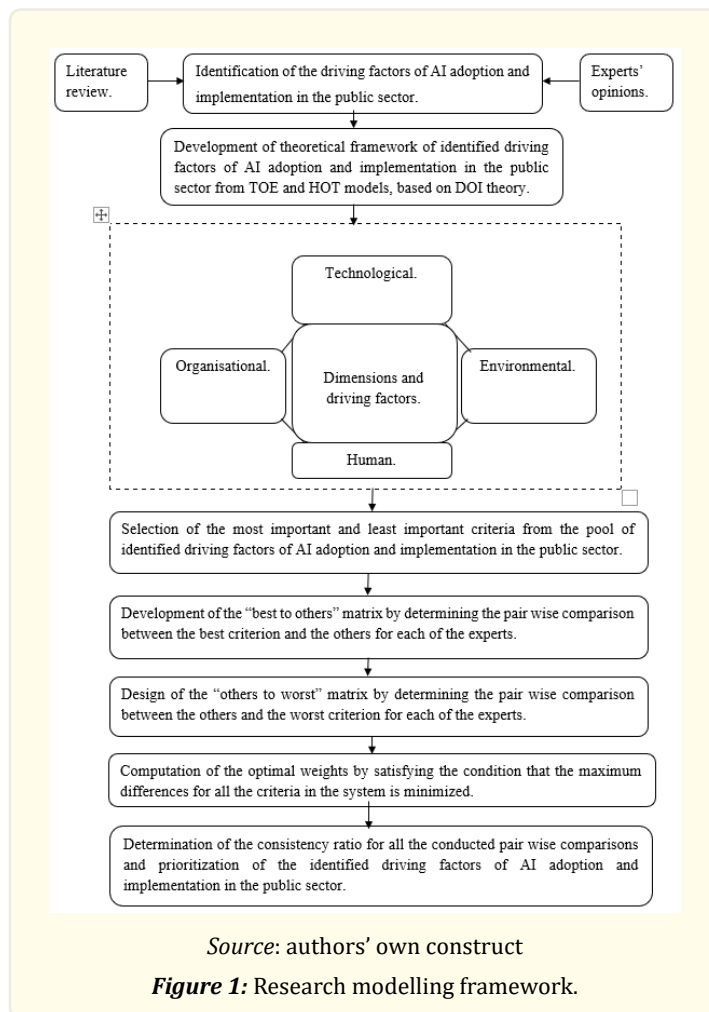 Literature
review.
Identification of the driving factors of AI adoption and
implementation in the public sector.
Experts'
opinions.
Development of theoretical framework of identified driving
factors of AI adoption and implementation in the public
sector from TOE and HOT models, based on DOI theory.
Technological.
Organisational.
Dimensions and
driving factors.
Environmental.
Human.
Selection of the most important and least important criteria from the pool of
identified driving factors of AI adoption and implementation in the public sector.
Development of the “best to others” matrix by determining the pair wise comparison
between the best criterion and the others for each of the experts.
Design of the “others to worst” matrix by determining the pair wise comparison
between the others and the worst criterion for each of the experts.
Computation of the optimal weights by satisfying the condition that the maximum
differences for all the criteria in the system is minimized.
Determination of the consistency ratio for all the conducted pair wise comparisons
and prioritization of the identified driving factors of AI adoption and
implementation in the public sector.
Source: authors’ own construct
Figure 1: Research modelling framework.